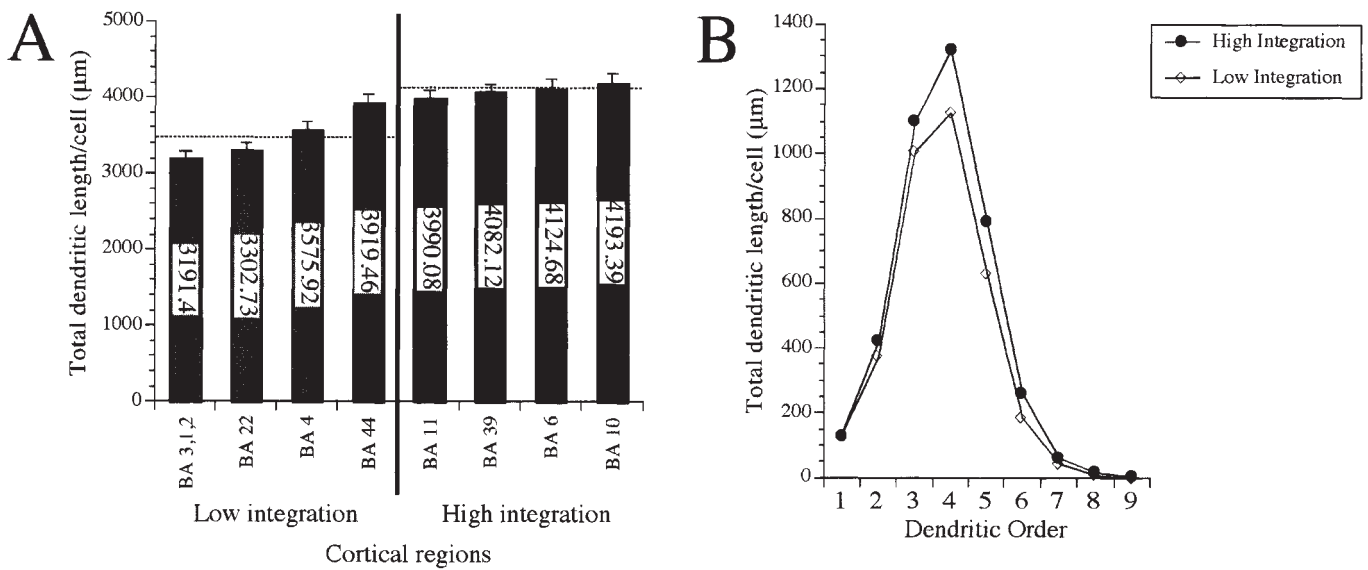 A
Total dendritic length/cell (µm)
5000
4000
3000
2000
1000
0
3191.4
3302.73
3575.92
3919.46
3990.08
4082.12
4124.68
4193.39
BA 3,1,2
BA 22
BA 4
BA 44
BA 11
BA 39
BA 6
BA 10
Low integration
High integration
Cortical regions
B
Total dendritic length/cell (µm)
1400
1200
1000
800
600
400
200
0
1 2 3 4 5 6 7 8 9
Dendritic Order
High Integration
Low Integration